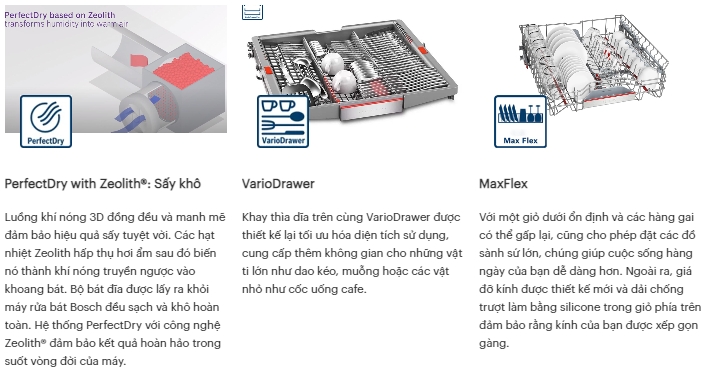 PerfectDry based on Zeolith
transforms humidity into warm air
PerfectDry
VarioDrawer
Max Flex
PerfectDry with Zeolith®: Sấy khô
Luồng khí nóng 3D đồng đều và manh mẽ
đảm bảo hiệu quả sấy tuyệt vời. Các hạt
nhiệt Zeolith hấp thụ hơi ẩm sau đó biến
nó thành khí nóng truyền ngược vào
khoang bát. Bộ bát đĩa được lấy ra khỏi
máy rửa bát Bosch đều sạch và khô hoàn
toàn. Hệ thống PerfectDry với công nghệ
Zeolith® đảm bảo kết quả hoàn hảo trong
suốt vòng đời của máy.
VarioDrawer
Khay thìa dĩa trên cùng VarioDrawer được
thiết kế lại tối ưu hóa diện tích sử dụng,
cung cấp thêm không gian cho những vật
ti lớn như dao kéo, muỗng hoặc các vật
nhỏ như cốc uống cafe.
MaxFlex
Với một giỏ dưới ổn định và các hàng gai
có thể gấp lại, cũng cho phép đặt các đồ
sành sứ lớn, chúng giúp cuộc sống hàng
ngày của bạn dễ dàng hơn. Ngoài ra, giá
đỡ kính được thiết kế mới và dải chống
trượt làm bằng silicone trong giỏ phía trên
đảm bảo rằng kính của bạn được xếp gọn
gàng.